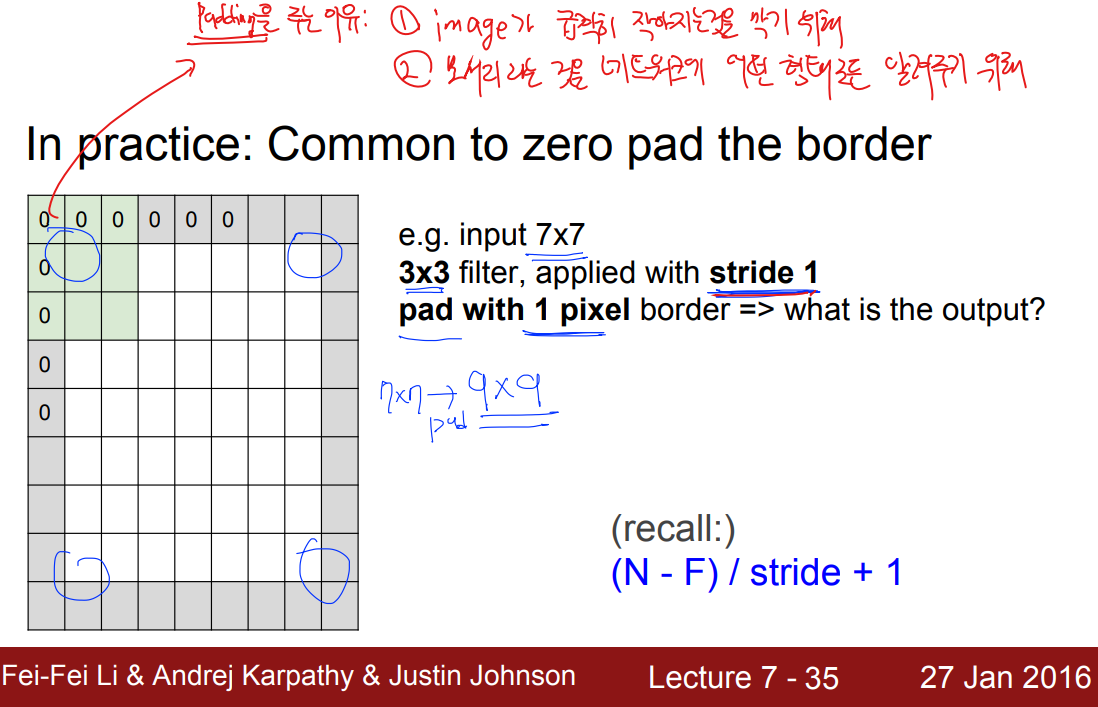 Padding을 주는 이유: ① image가 급격히 작아지는것을 막기 위해
② 모서리라는 것을 네트워크에 어떤 형태로든 알려주기 위해
In practice: Common to zero pad the border
0 0 0 0 0 0
0
0
0
0
e.g. input 7x7
3x3 filter, applied with stride 1
pad with 1 pixel border => what is the output?
7x7 → 9x9
pad
(recall:)
(N - F) / stride + 1
Fei-Fei Li & Andrej Karpathy & Justin Johnson
Lecture 7 - 35
27 Jan 2016